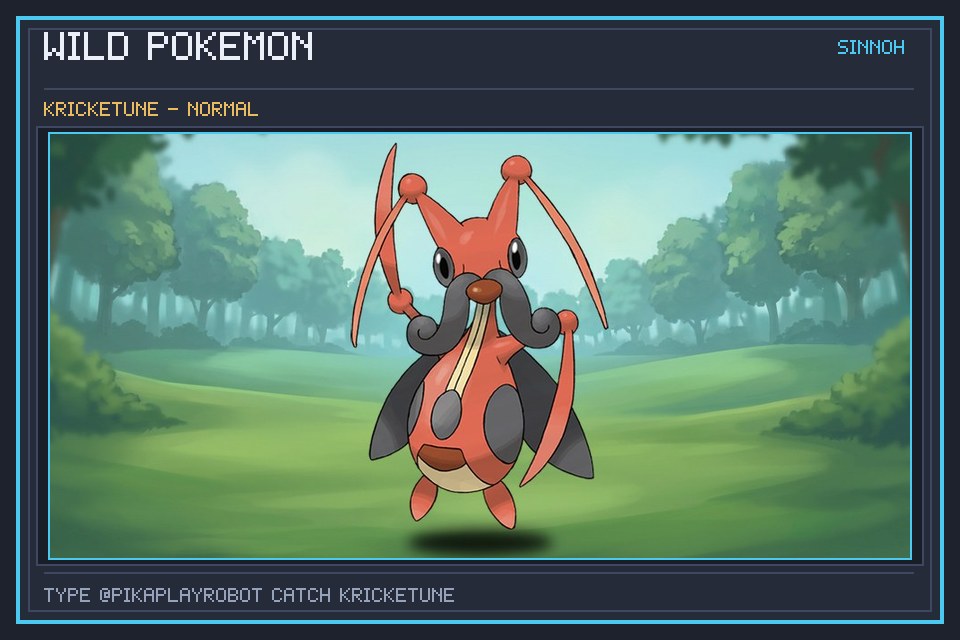 WILD POKEMON
SINNOH
KRICKETUNE - NORMAL
TYPE @PIKAPLAYROBOT CATCH KRICKETUNE